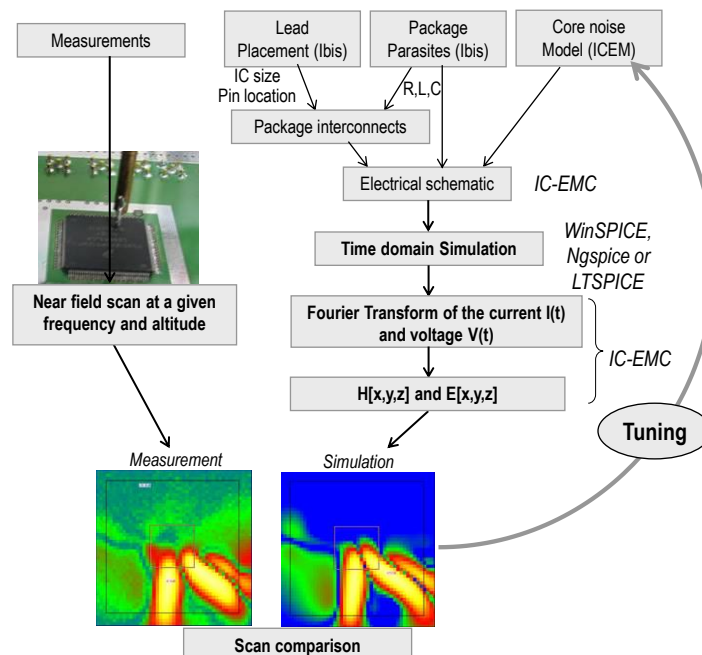 Measurements
Lead
Placement (Ibis)
Package
Parasites (Ibis)
Core noise
Model (ICEM)
IC size
Pin location
R,L,C
Package interconnects
Electrical schematic
IC-EMC
Time domain Simulation
WinSPICE,
Ngspice or
LTSPICE
Near field scan at a given
frequency and altitude
Fourier Transform of the current I(t)
and voltage V(t)
IC-EMC
H[x,y,z] and E[x,y,z]
Tuning
Measurement
Simulation
Scan comparison